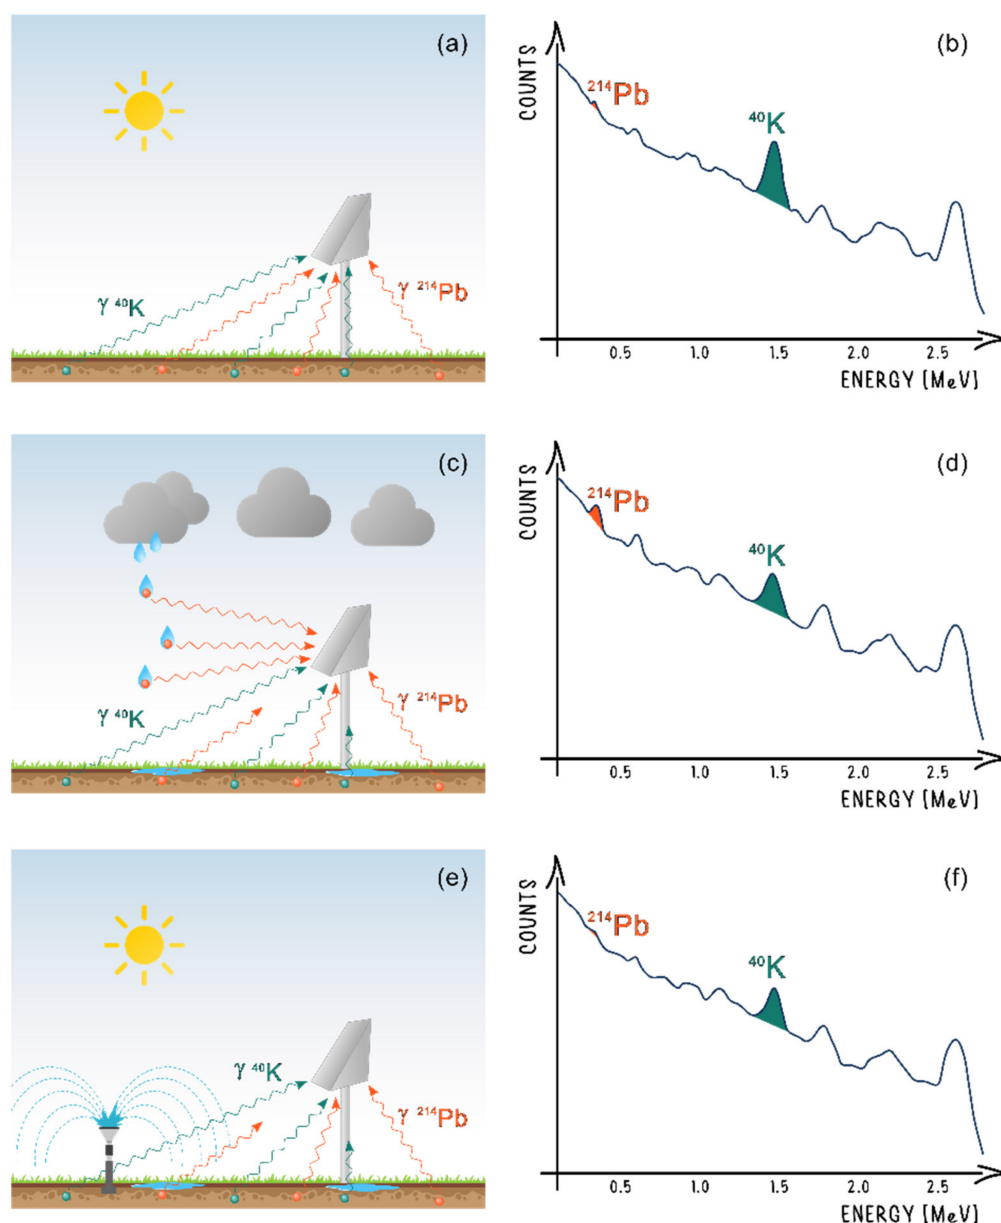 (a)
γ ⁴⁰K
γ ²¹⁴Pb
(b)
COUNTS
²¹⁴Pb
⁴⁰K
0.5 1.0 1.5 2.0 2.5
ENERGY [MeV]
(c)
γ ⁴⁰K
γ ²¹⁴Pb
(d)
COUNTS
²¹⁴Pb
⁴⁰K
0.5 1.0 1.5 2.0 2.5
ENERGY [MeV]
(e)
γ ⁴⁰K
γ ²¹⁴Pb
(f)
COUNTS
²¹⁴Pb
⁴⁰K
0.5 1.0 1.5 2.0 2.5
ENERGY [MeV]